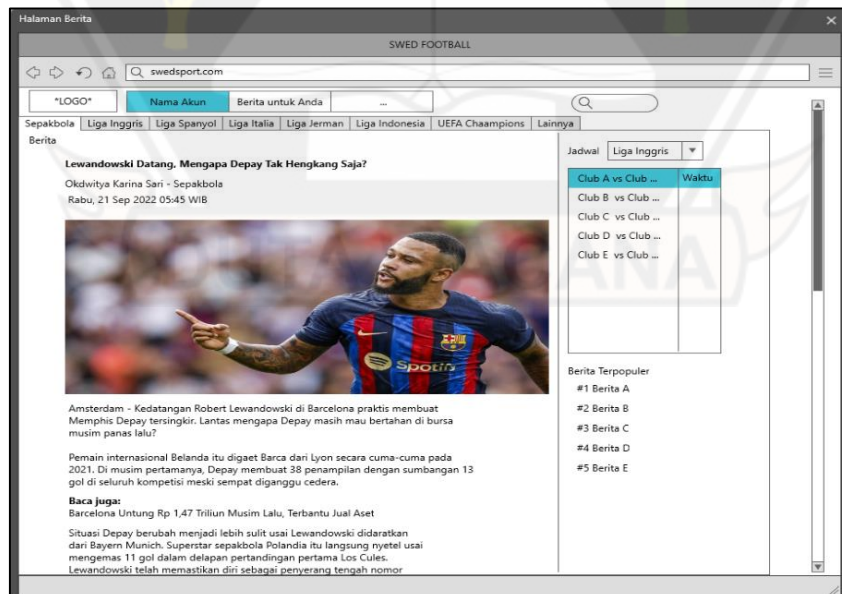 Halaman Berita
SWED FOOTBALL
swedsport.com
*LOGO* Nama Akun Berita untuk Anda ...
Sepakbola Liga Inggris Liga Spanyol Liga Italia Liga Jerman Liga Indonesia UEFA Chaampions Lainnya
Berita
Lewandowski Datang, Mengapa Depay Tak Hengkang Saja?
Okdwitya Karina Sari - Sepakbola
Rabu, 21 Sep 2022 05:45 WIB
Spotify
Amsterdam - Kedatangan Robert Lewandowski di Barcelona praktis membuat
Memphis Depay tersingkir. Lantas mengapa Depay masih mau bertahan di bursa
musim panas lalu?
Pemain internasional Belanda itu digaet Barca dari Lyon secara cuma-cuma pada
2021. Di musim pertamanya, Depay membuat 38 penampilan dengan sumbangan 13
gol di seluruh kompetisi meski sempat diganggu cedera.
Baca juga:
Barcelona Untung Rp 1,47 Triliun Musim Lalu, Terbantu Jual Aset
Situasi Depay berubah menjadi lebih sulit usai Lewandowski didaratkan
dari Bayern Munich. Superstar sepakbola Polandia itu langsung nyetel usai
mengemas 11 gol dalam delapan pertandingan pertama Los Cules.
Lewandowski telah memastikan diri sebagai penyerang tengah nomor
Jadwal Liga Inggris
Club A vs Club ... Waktu
Club B vs Club ...
Club C vs Club ...
Club D vs Club ...
Club E vs Club ...
Berita Terpopuler
#1 Berita A
#2 Berita B
#3 Berita C
#4 Berita D
#5 Berita E